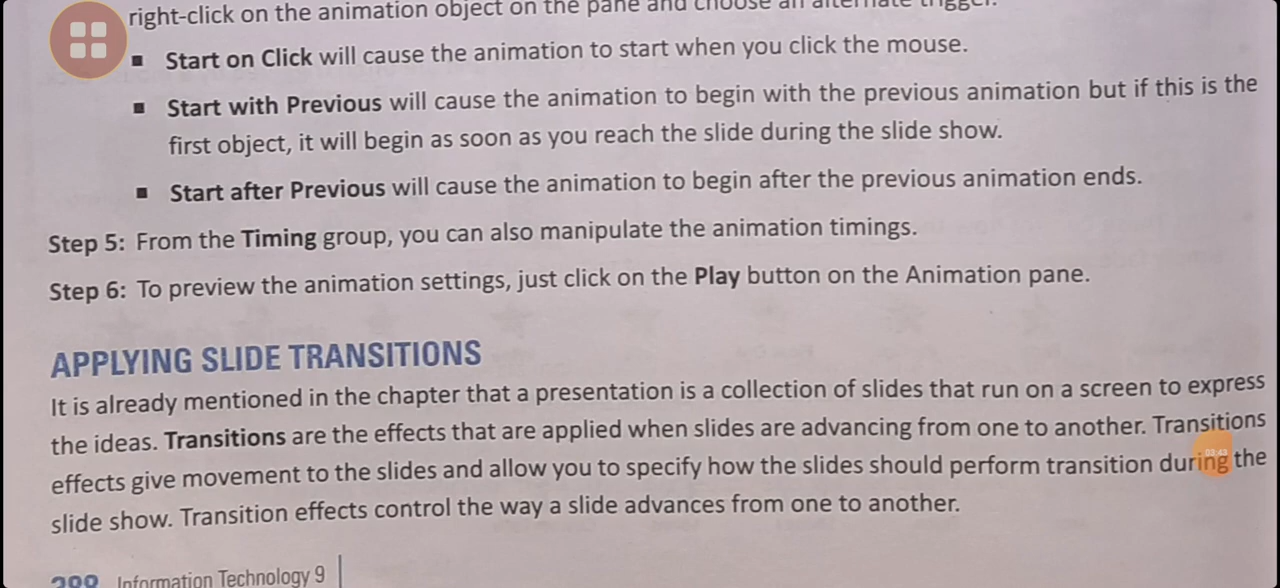 right-click on the animation object on the pane and choose an alternate trigger.
▪ Start on Click will cause the animation to start when you click the mouse.
▪ Start with Previous will cause the animation to begin with the previous animation but if this is the
first object, it will begin as soon as you reach the slide during the slide show.
▪ Start after Previous will cause the animation to begin after the previous animation ends.
Step 5: From the Timing group, you can also manipulate the animation timings.
Step 6: To preview the animation settings, just click on the Play button on the Animation pane.
APPLYING SLIDE TRANSITIONS
It is already mentioned in the chapter that a presentation is a collection of slides that run on a screen to express
the ideas. Transitions are the effects that are applied when slides are advancing from one to another. Transitions
effects give movement to the slides and allow you to specify how the slides should perform transition during the
03:43
slide show. Transition effects control the way a slide advances from one to another.
Information Technology 9